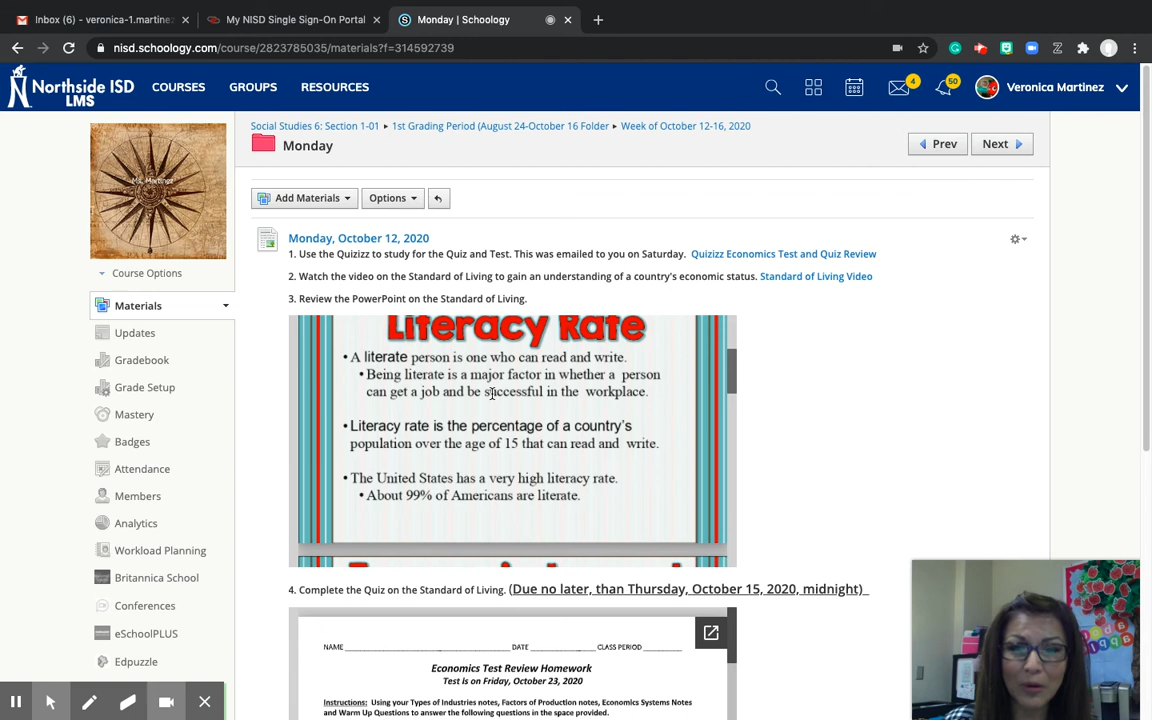 Inbox (6) - veronica-1.martinez
My NISD Single Sign-On Portal
Monday | Schoology
nisd.schoology.com/course/2823785035/materials?f=314592739
Northside ISD
LMS
COURSES
GROUPS
RESOURCES
4
50
Veronica Martinez
Ms. Martinez
Social Studies 6: Section 1-01
1st Grading Period (August 24-October 16 Folder
Week of October 12-16, 2020
Monday
Prev
Next
Course Options
Add Materials
Options
Materials
Updates
Gradebook
Grade Setup
Mastery
Badges
Attendance
Members
Analytics
Workload Planning
Britannica School
Conferences
eSchoolPLUS
Edpuzzle
Monday, October 12, 2020
1. Use the Quizizz to study for the Quiz and Test. This was emailed to you on Saturday. Quizizz Economics Test and Quiz Review
2. Watch the video on the Standard of Living to gain an understanding of a country's economic status. Standard of Living Video
3. Review the PowerPoint on the Standard of Living.
Literacy Rate
• A literate person is one who can read and write.
• Being literate is a major factor in whether a person
can get a job and be successful in the workplace.
• Literacy rate is the percentage of a country's
population over the age of 15 that can read and write.
• The United States has a very high literacy rate.
• About 99% of Americans are literate.
4. Complete the Quiz on the Standard of Living. (Due no later, than Thursday, October 15, 2020, midnight)
NAME DATE CLASS PERIOD
Economics Test Review Homework
Test Is on Friday, October 23, 2020
Instructions: Using your Types of Industries notes, Factors of Production notes, Economics Systems Notes
and Warm Up Questions to answer the following questions in the space provided.